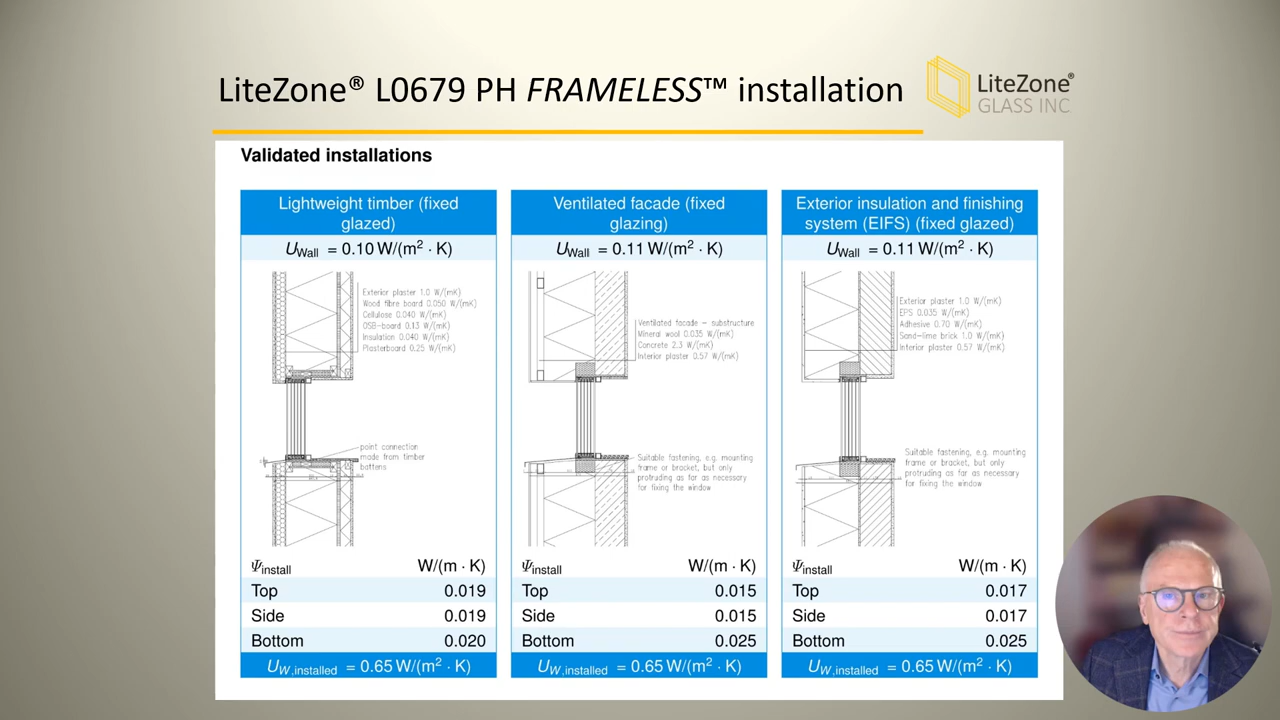 LiteZone® L0679 PH FRAMELESS™ installation
LiteZone®
GLASS INC.
Validated installations
Lightweight timber (fixed
glazed)
U Wall = 0.10 W/(m² · K)
Exterior plaster 1.0 W/(mK)
Wood fibre board 0.050 W/(mK)
Cellulose 0.040 W/(mK)
OSB-board 0.13 W/(mK)
Insulation 0.040 W/(mK)
Plasterboard 0.25 W/(mK)
point connection
made from timber
battens
Ψinstall W/(m · K)
Top 0.019
Side 0.019
Bottom 0.020
U W,installed = 0.65 W/(m² · K)
Ventilated facade (fixed
glazing)
U Wall = 0.11 W/(m² · K)
Ventilated facade – substructure
Mineral wool 0.035 W/(mK)
Concrete 2.3 W/(mK)
Interior plaster 0.57 W/(mK)
Suitable fastening, e.g. mounting
frame or bracket, but only
protruding as far as necessary
for fixing the window
Ψinstall W/(m · K)
Top 0.015
Side 0.015
Bottom 0.025
U W,installed = 0.65 W/(m² · K)
Exterior insulation and finishing
system (EIFS) (fixed glazed)
U Wall = 0.11 W/(m² · K)
Exterior plaster 1.0 W/(mK)
EPS 0.035 W/(mK)
Adhesive 0.70 W/(mK)
Sand-lime brick 1.0 W/(mK)
Interior plaster 0.57 W/(mK)
Suitable fastening, e.g. mounting
frame or bracket, but only
protruding as far as necessary
for fixing the window
Ψinstall W/(m · K)
Top 0.017
Side 0.017
Bottom 0.025
U W,installed = 0.65 W/(m² · K)